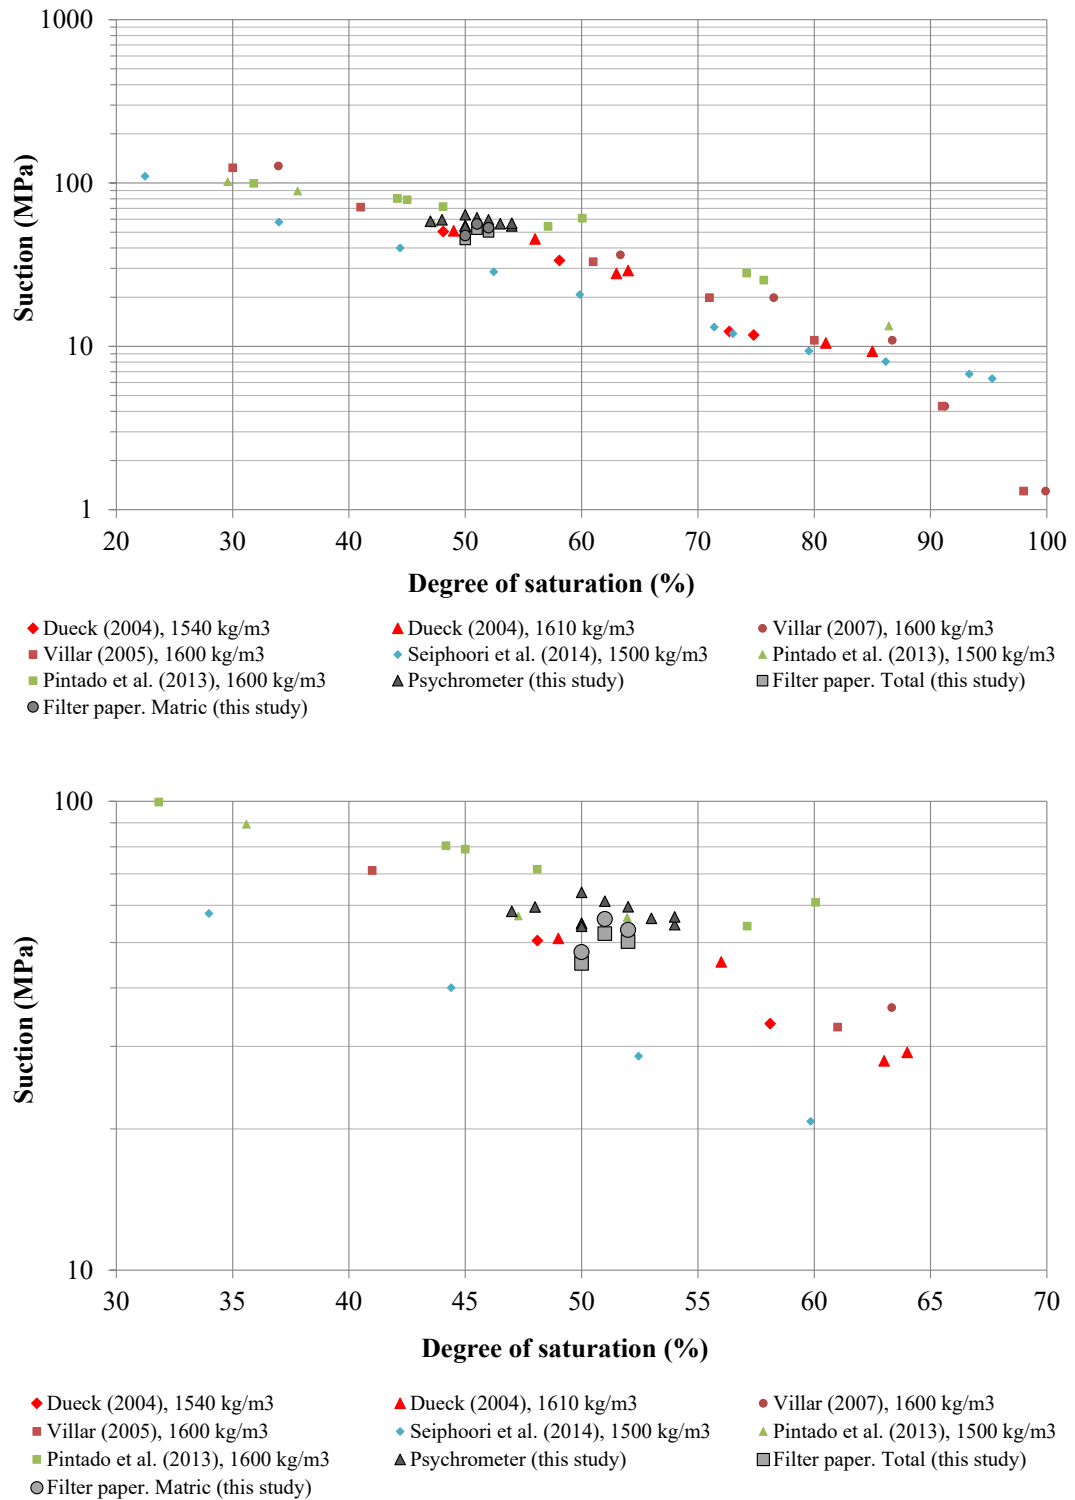 1000
100
10
1
Suction (MPa)
20 30 40 50 60 70 80 90 100
Degree of saturation (%)
Dueck (2004), 1540 kg/m3 Dueck (2004), 1610 kg/m3 Villar (2007), 1600 kg/m3
Villar (2005), 1600 kg/m3 Seiphoori et al. (2014), 1500 kg/m3 Pintado et al. (2013), 1500 kg/m3
Pintado et al. (2013), 1600 kg/m3 Psychrometer (this study) Filter paper. Total (this study)
Filter paper. Matric (this study)
100
10
Suction (MPa)
30 35 40 45 50 55 60 65 70
Degree of saturation (%)
Dueck (2004), 1540 kg/m3 Dueck (2004), 1610 kg/m3 Villar (2007), 1600 kg/m3
Villar (2005), 1600 kg/m3 Seiphoori et al. (2014), 1500 kg/m3 Pintado et al. (2013), 1500 kg/m3
Pintado et al. (2013), 1600 kg/m3 Psychrometer (this study) Filter paper. Total (this study)
Filter paper. Matric (this study)